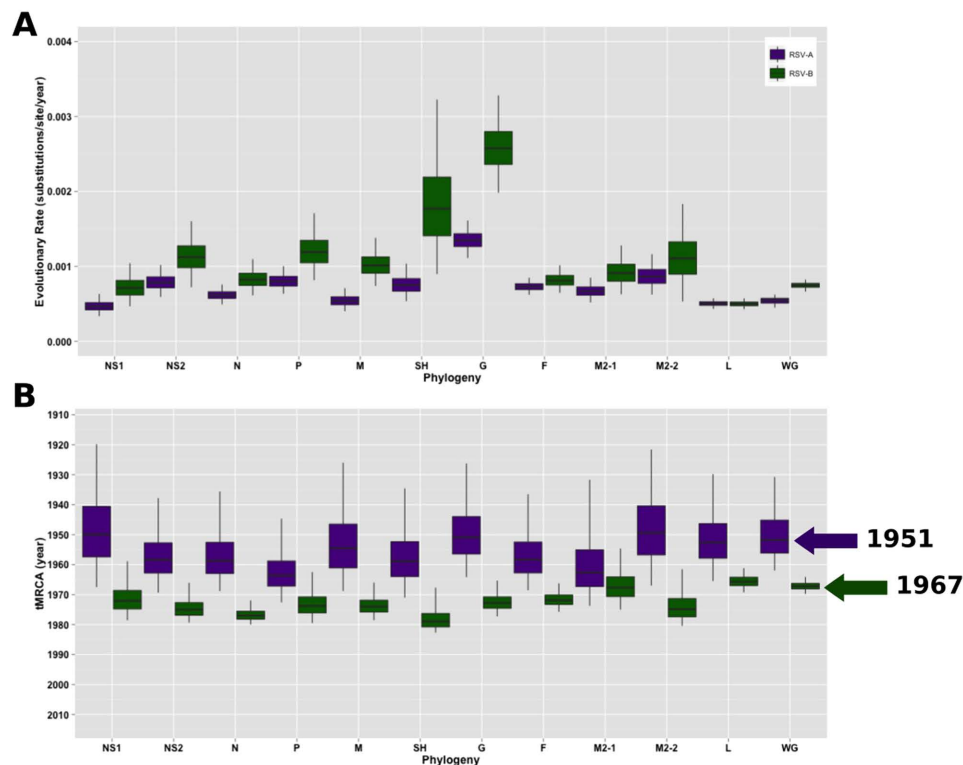 A
Evolutionary Rate (substitutions/site/year)
0.004
0.003
0.002
0.001
0.000
RSV-A
RSV-B
NS1 NS2 N P M SH G F M2-1 M2-2 L WG
Phylogeny
B
tMRCA (year)
1910
1920
1930
1940
1950
1960
1970
1980
1990
2000
2010
1951
1967
NS1 NS2 N P M SH G F M2-1 M2-2 L WG
Phylogeny